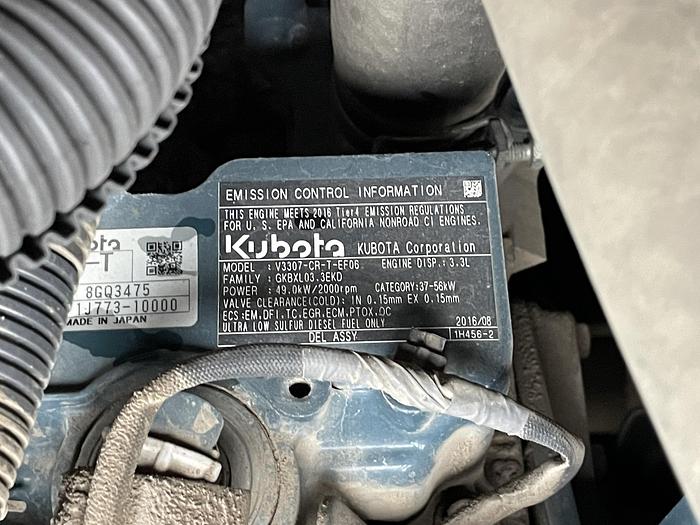 EMISSION CONTROL INFORMATION
THIS ENGINE MEETS 2016 Tier4 EMISSION REGULATIONS
FOR U. S. EPA AND CALIFORNIA NONROAD CI ENGINES.
Kubota KUBOTA Corporation
MODEL : V3307-CR-T-EF06 ENGINE DISP.: 3.3L
FAMILY : GKBXL03.3EKD
POWER : 49.0kW/2000rpm CATEGORY:37-56kW
VALVE CLEARANCE(COLD): IN 0.15mm EX 0.15mm
ECS:EM,DFI,TC,EGR,ECM,PTOX,OC
ULTRA LOW SULFUR DIESEL FUEL ONLY 2016/08
DEL ASSY 1H456-2
-T
8GQ3475
1J773-10000
MADE IN JAPAN